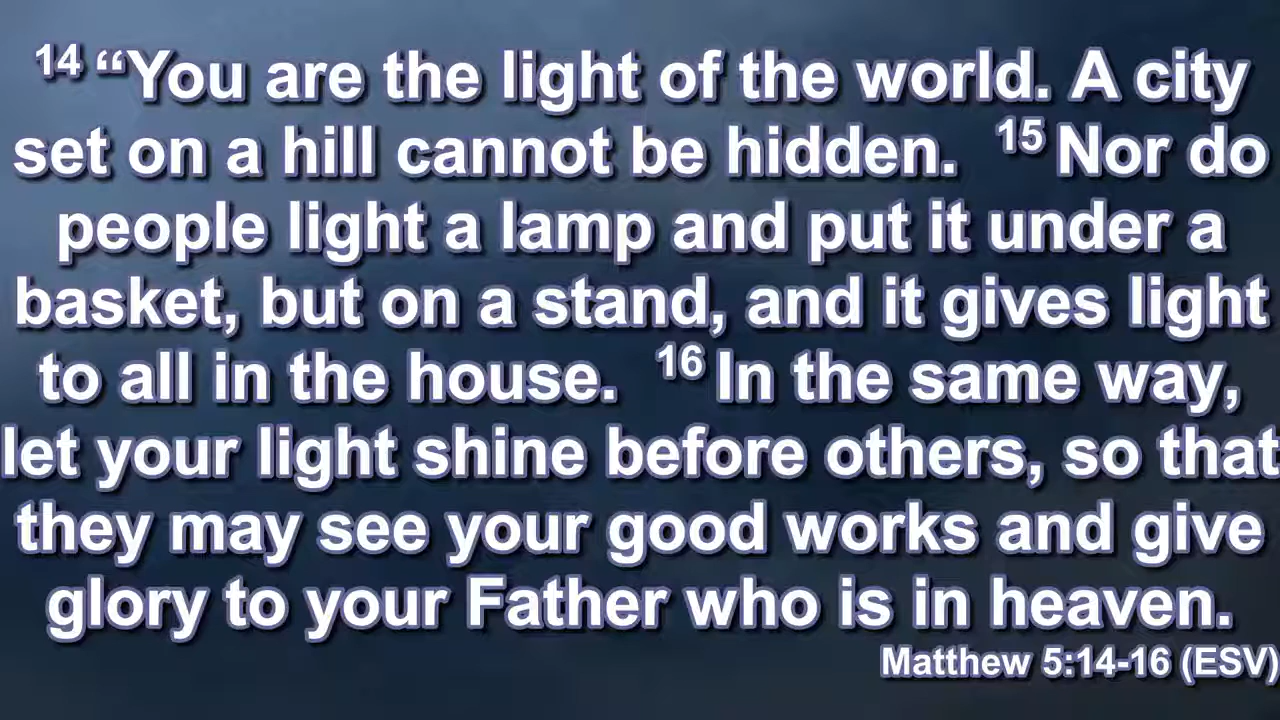 14 “You are the light of the world. A city
set on a hill cannot be hidden. 15 Nor do
people light a lamp and put it under a
basket, but on a stand, and it gives light
to all in the house. 16 In the same way,
let your light shine before others, so that
they may see your good works and give
glory to your Father who is in heaven.
Matthew 5:14-16 (ESV)